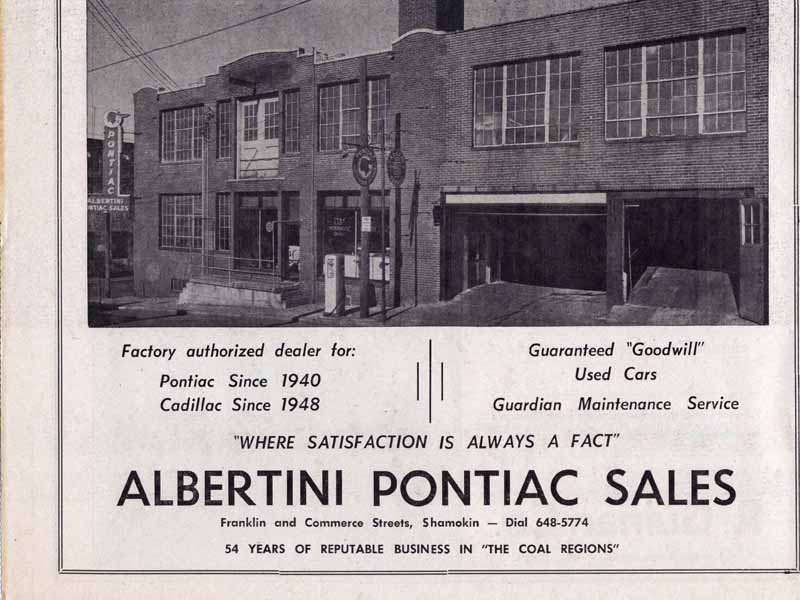 PONTIAC
ALBERTINI
PONTIAC SALES
Factory authorized dealer for:
Pontiac Since 1940
Cadillac Since 1948
Guaranteed "Goodwill"
Used Cars
Guardian Maintenance Service
"WHERE SATISFACTION IS ALWAYS A FACT"
ALBERTINI PONTIAC SALES
Franklin and Commerce Streets, Shamokin — Dial 648-5774
54 YEARS OF REPUTABLE BUSINESS IN "THE COAL REGIONS"